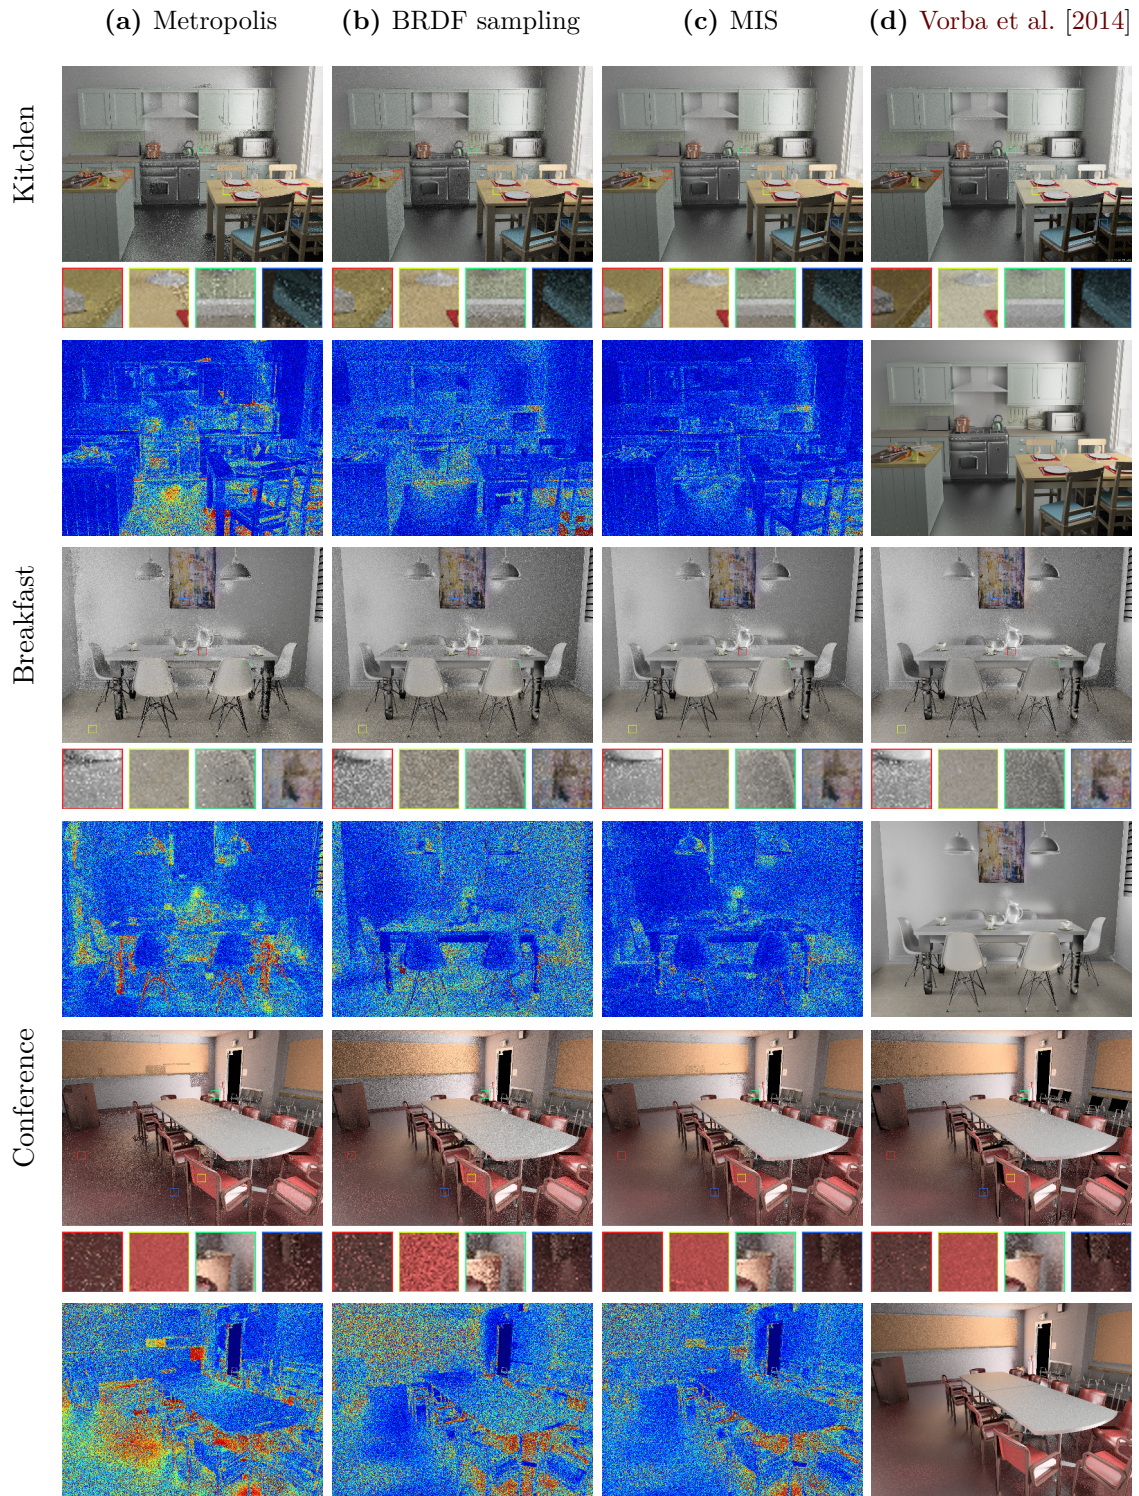 (a) Metropolis
(b) BRDF sampling
(c) MIS
(d) Vorba et al. [2014]
Kitchen
Breakfast
Conference